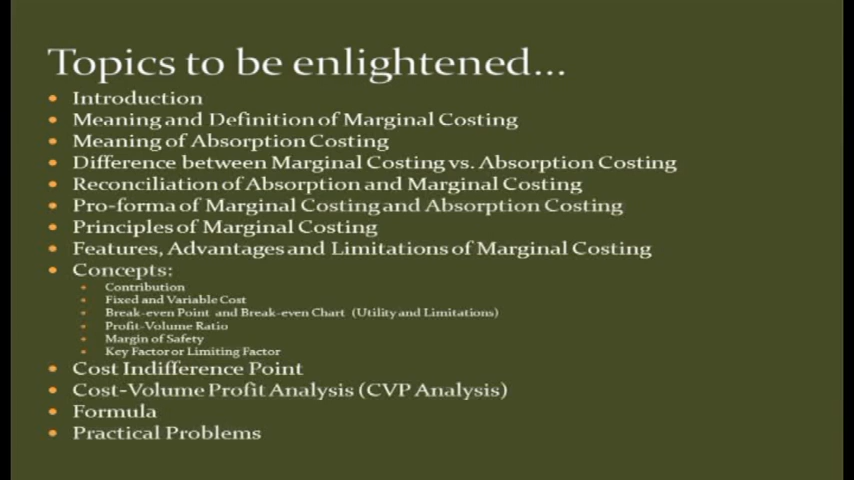 Topics to be enlightened...
Introduction
Meaning and Definition of Marginal Costing
Meaning of Absorption Costing
Difference between Marginal Costing vs. Absorption Costing
Reconciliation of Absorption and Marginal Costing
Pro-forma of Marginal Costing and Absorption Costing
Principles of Marginal Costing
Features, Advantages and Limitations of Marginal Costing
Concepts:
Contribution
Fixed and Variable Cost
Break-even Point and Break-even Chart (Utility and Limitations)
Profit-Volume Ratio
Margin of Safety
Key Factor or Limiting Factor
Cost Indifference Point
Cost-Volume Profit Analysis (CVP Analysis)
Formula
Practical Problems